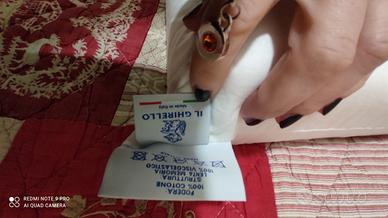 Made in Italy
IL GHIRELLO
FODERA
100% COTONE
STRUTTURA
LENTA MEMORIA
100% VISCOELASTICO
REDMI NOTE 9 PRO
AI QUAD CAMERA